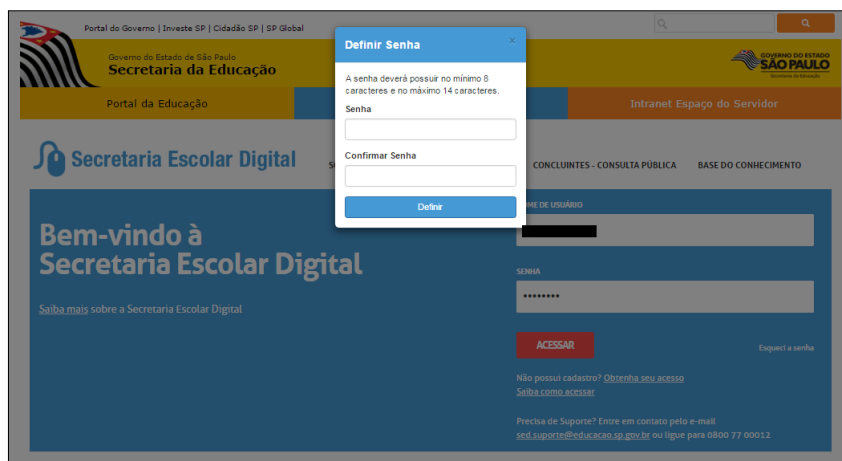 Portal do Governo | Investe SP | Cidadão SP | SP Global
Governo do Estado de São Paulo
Secretaria da Educação
GOVERNO DO ESTADO
SÃO PAULO
Secretaria da Educação
Portal da Educação
Intranet Espaço do Servidor
Definir Senha
×
A senha deverá possuir no mínimo 8
caracteres e no máximo 14 caracteres.
Senha
Confirmar Senha
Definir
Secretaria Escolar Digital
CONCLUINTES - CONSULTA PÚBLICA
BASE DO CONHECIMENTO
Bem-vindo à
Secretaria Escolar Digital
Saiba mais sobre a Secretaria Escolar Digital
DE USUÁRIO
SENHA
••••••••
ACESSAR
Esqueci a senha
Não possui cadastro? Obtenha seu acesso
Saiba como acessar
Precisa de Suporte? Entre em contato pelo e-mail
sed.suporte@educacao.sp.gov.br ou ligue para 0800 77 00012